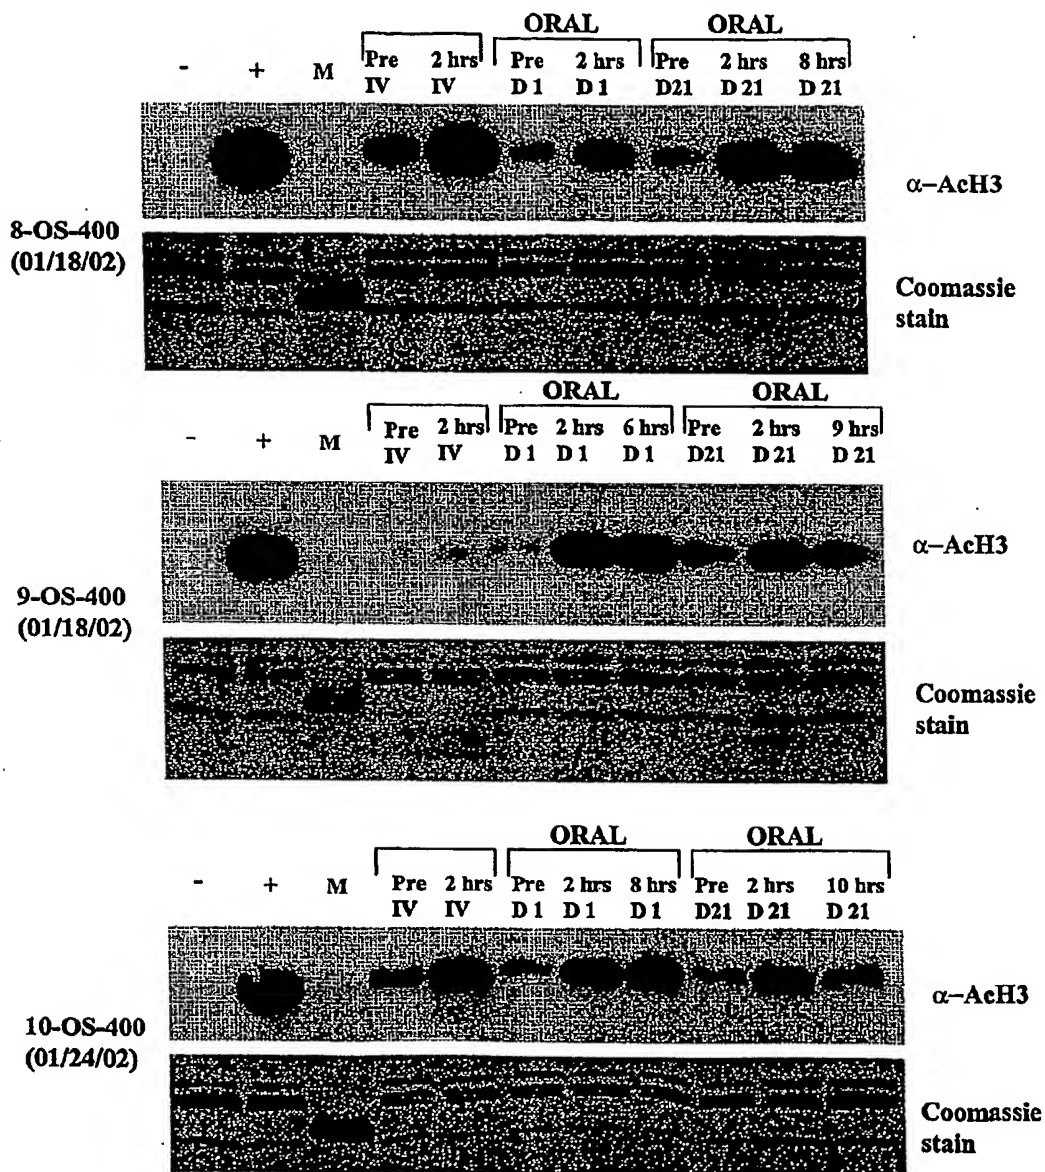 ORAL ORAL
- + M Pre 2 hrs Pre 2 hrs Pre 2 hrs 8 hrs
IV IV D 1 D 1 D21 D 21 D 21
α-AcH3
8-OS-400
(01/18/02)
Coomassie
stain
ORAL ORAL
- + M Pre 2 hrs Pre 2 hrs 6 hrs Pre 2 hrs 9 hrs
IV IV D 1 D 1 D 1 D21 D 21 D 21
α-AcH3
9-OS-400
(01/18/02)
Coomassie
stain
ORAL ORAL
- + M Pre 2 hrs Pre 2 hrs 8 hrs Pre 2 hrs 10 hrs
IV IV D 1 D 1 D 1 D21 D 21 D 21
α-AcH3
10-OS-400
(01/24/02)
Coomassie
stain